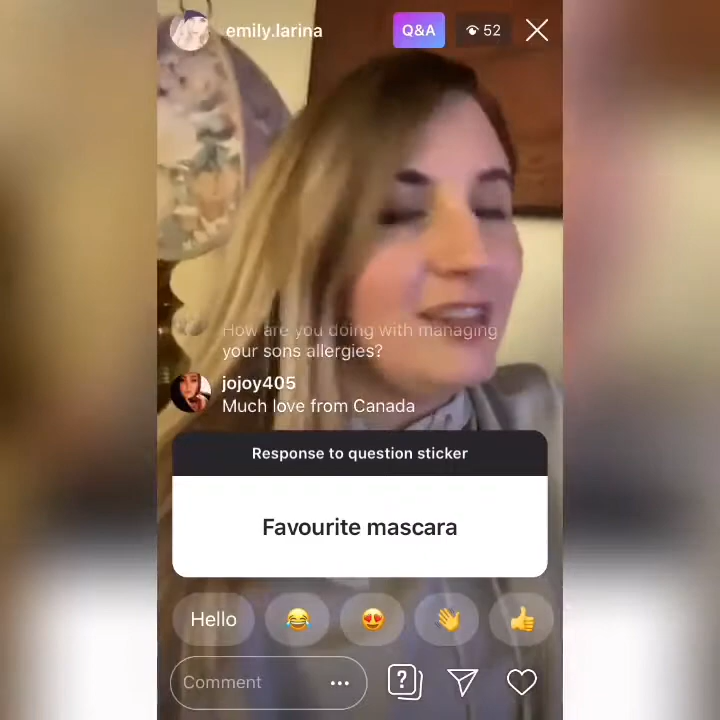 emily.larina
Q&A
52
How are you doing with managing
your sons allergies?
jojoy405
Much love from Canada
Response to question sticker
Favourite mascara
Hello
Comment